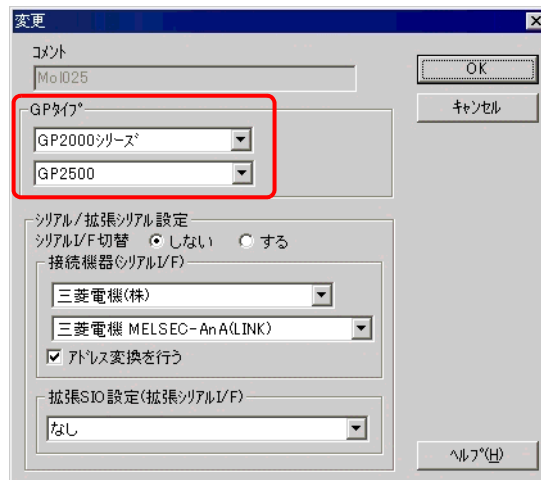 変更
コメント
Mol025
OK
キャンセル
GPタイプ
GP2000シリーズ
GP2500
シリアル/拡張シリアル設定
シリアルI/F切替 しない する
接続機器(シリアルI/F)
三菱電機(株)
三菱電機 MELSEC-AnA(LINK)
アドレス変換を行う
拡張SIO設定(拡張シリアルI/F)
なし
ヘルプ(H)